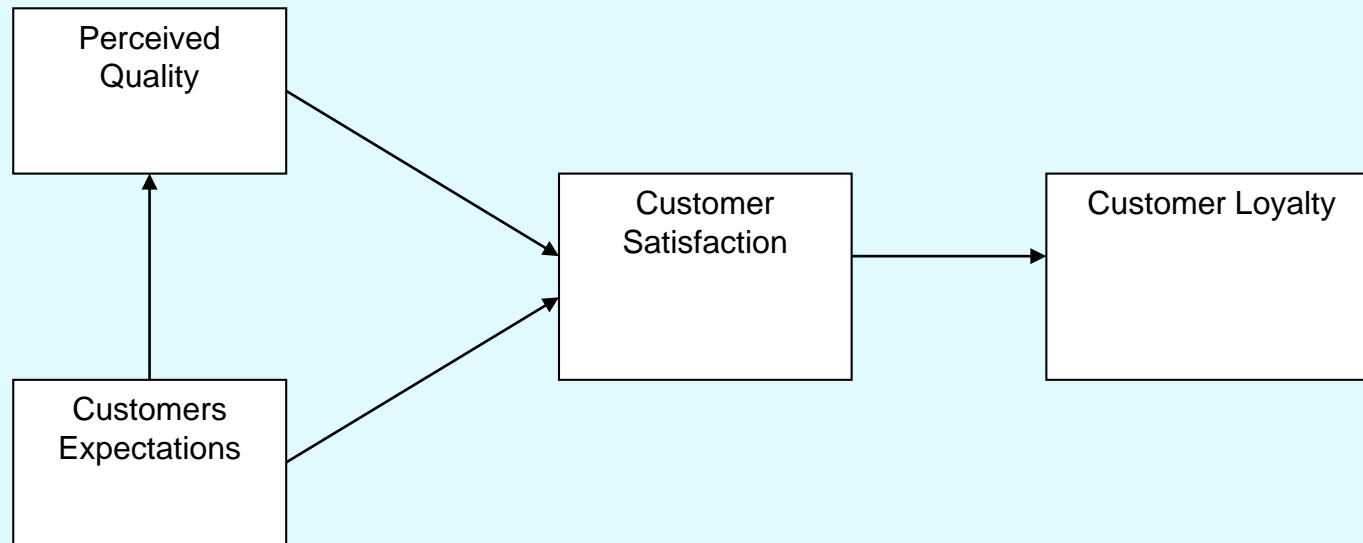 Perceived
Quality
Customer
Satisfaction
Customer Loyalty
Customers
Expectations